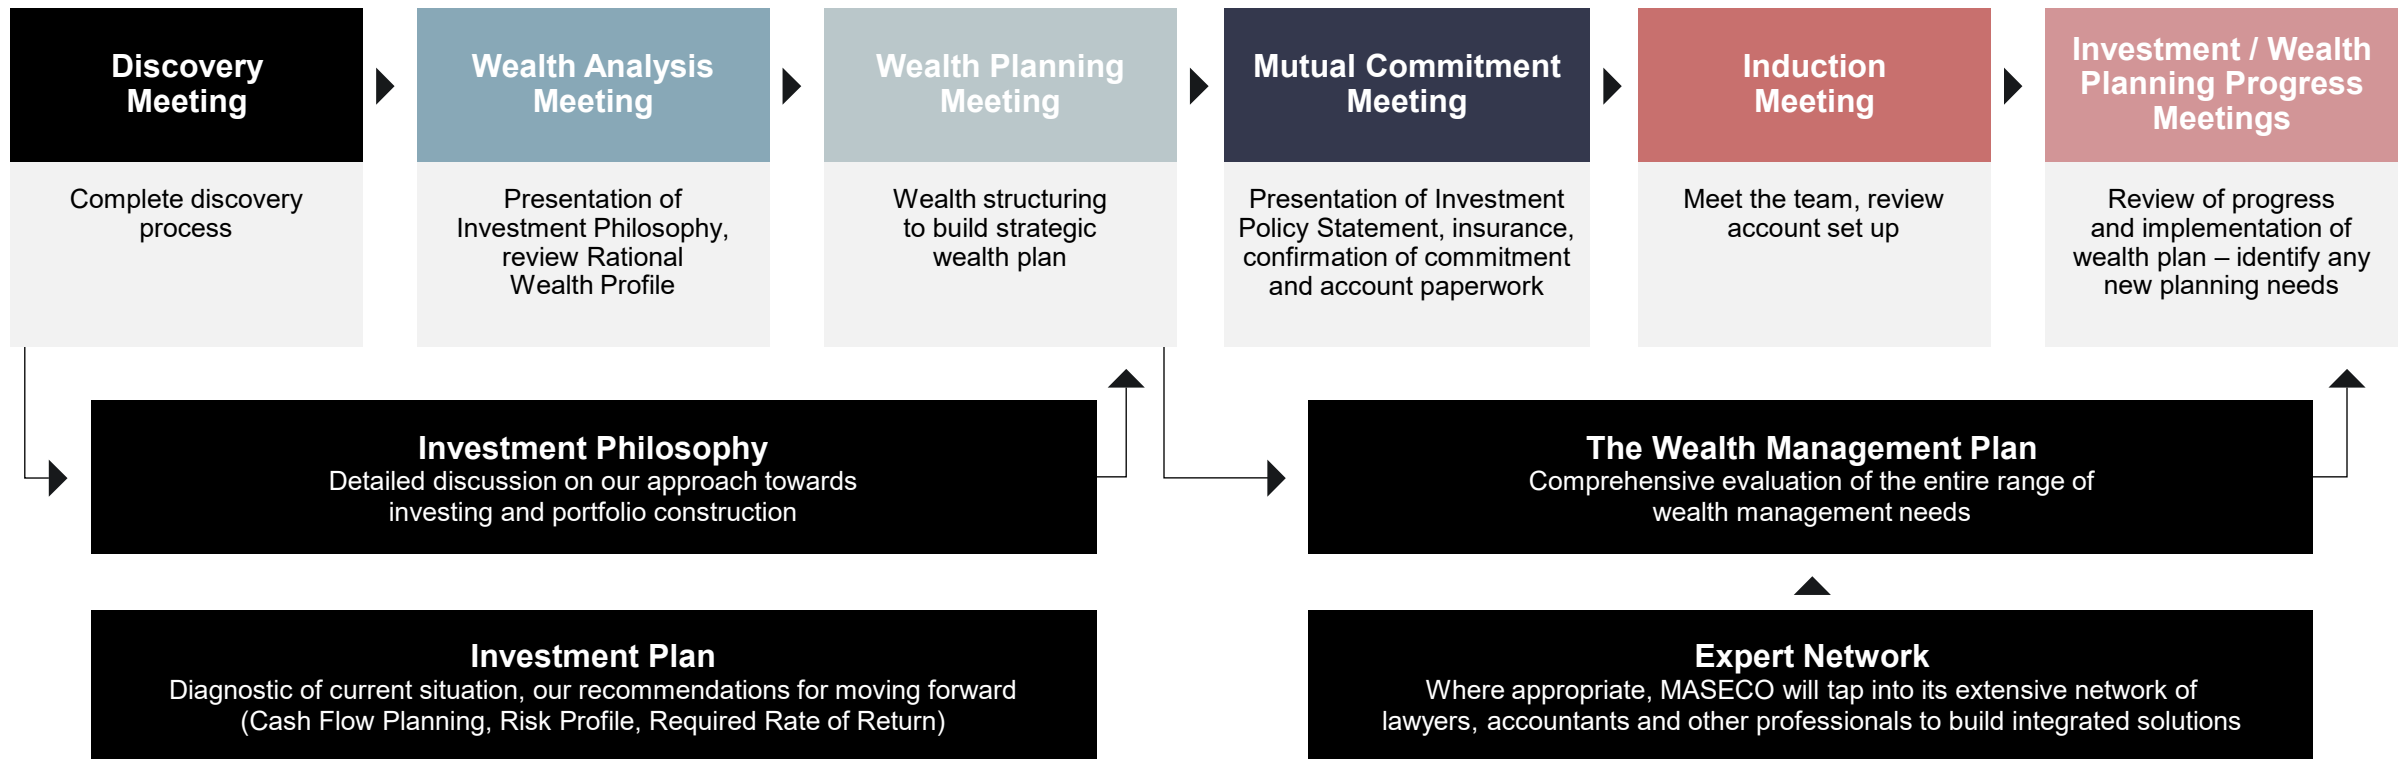 Discovery
Meeting
Complete discovery
process
Wealth Analysis
Meeting
Presentation of
Investment Philosophy,
review Rational
Wealth Profile
Wealth Planning
Meeting
Wealth structuring
to build strategic
wealth plan
Mutual Commitment
Meeting
Presentation of Investment
Policy Statement, insurance,
confirmation of commitment
and account paperwork
Induction
Meeting
Meet the team, review
account set up
Investment / Wealth
Planning Progress
Meetings
Review of progress
and implementation of
wealth plan – identify any
new planning needs
Investment Philosophy
Detailed discussion on our approach towards
investing and portfolio construction
The Wealth Management Plan
Comprehensive evaluation of the entire range of
wealth management needs
Investment Plan
Diagnostic of current situation, our recommendations for moving forward
(Cash Flow Planning, Risk Profile, Required Rate of Return)
Expert Network
Where appropriate, MASECO will tap into its extensive network of
lawyers, accountants and other professionals to build integrated solutions